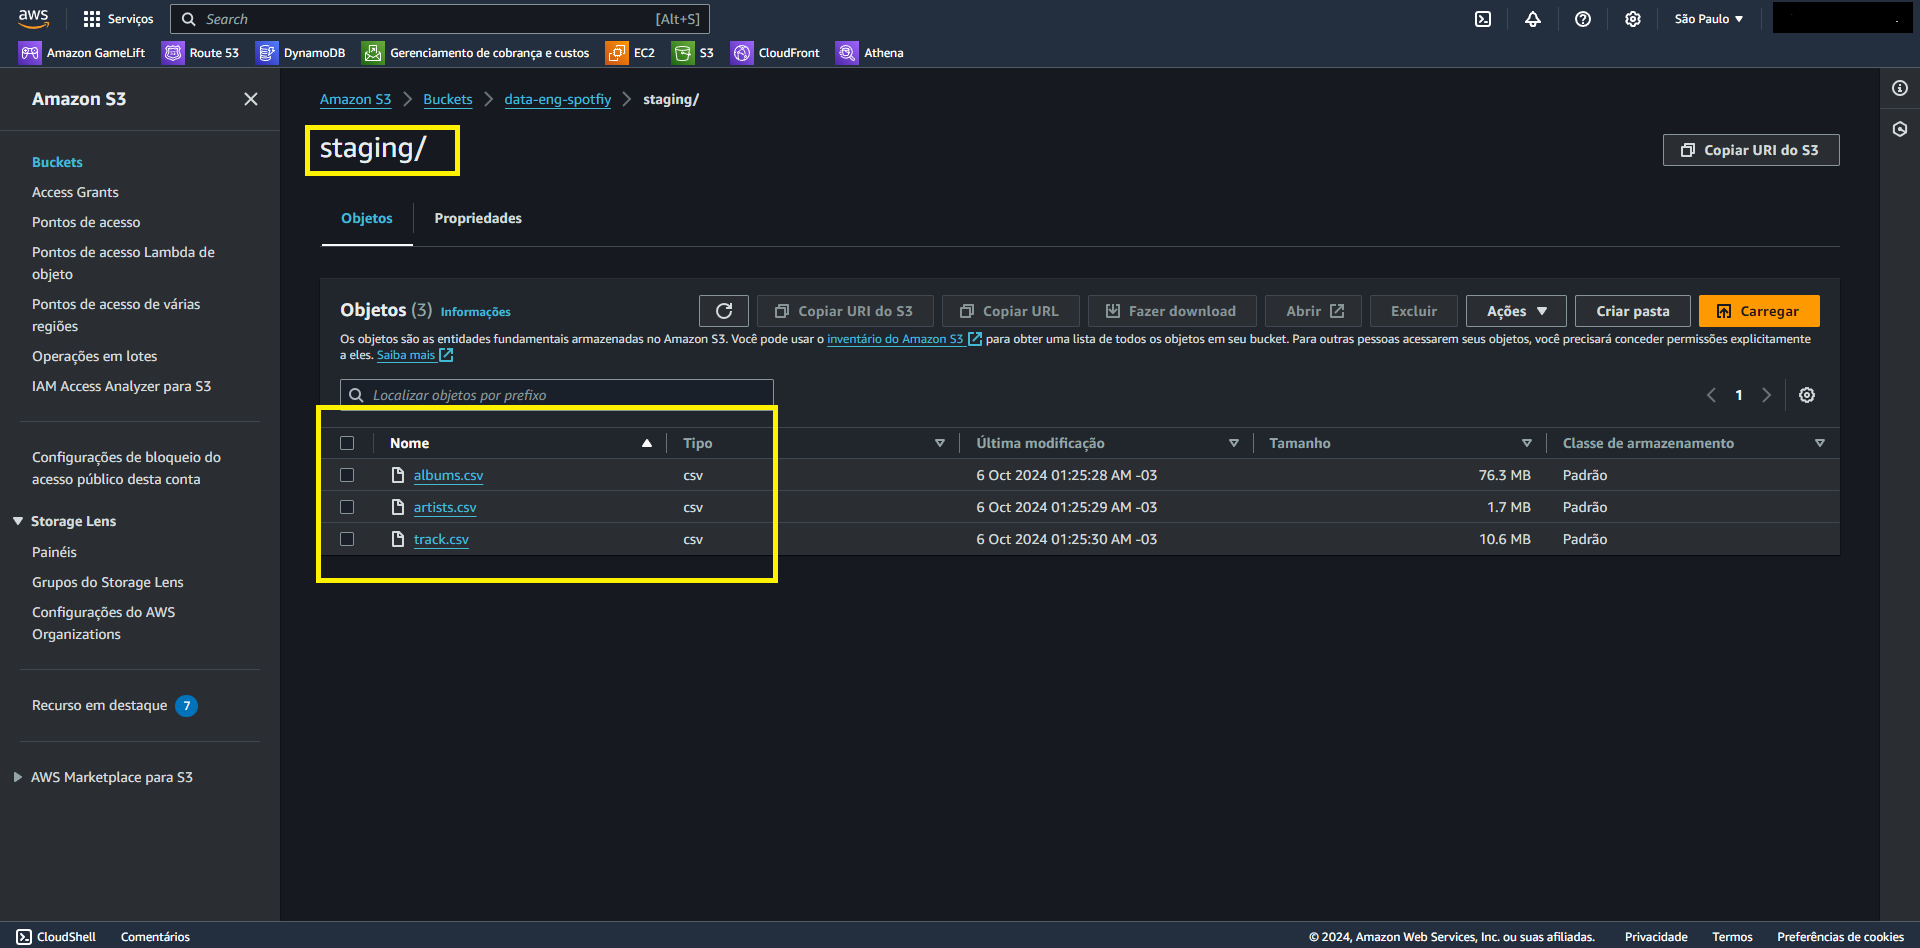 aws
Serviços
Search
[Alt+S]
São Paulo
Amazon GameLift
Route 53
DynamoDB
Gerenciamento de cobrança e custos
EC2
S3
CloudFront
Athena
Amazon S3
Buckets
Access Grants
Pontos de acesso
Pontos de acesso Lambda de
objeto
Pontos de acesso de várias
regiões
Operações em lotes
IAM Access Analyzer para S3
Configurações de bloqueio do
acesso público desta conta
Storage Lens
Painéis
Grupos do Storage Lens
Configurações do AWS
Organizations
Recurso em destaque 7
AWS Marketplace para S3
Amazon S3 Buckets data-eng-spotfiy staging/
staging/
Copiar URI do S3
Objetos Propriedades
Objetos (3) Informações
Copiar URI do S3 Copiar URL Fazer download Abrir Excluir Ações Criar pasta Carregar
Os objetos são as entidades fundamentais armazenadas no Amazon S3. Você pode usar o inventário do Amazon S3 para obter uma lista de todos os objetos em seu bucket. Para outras pessoas acessarem seus objetos, você precisará conceder permissões explicitamente
a eles. Saiba mais
Localizar objetos por prefixo
1
Nome Tipo Última modificação Tamanho Classe de armazenamento
albums.csv csv 6 Oct 2024 01:25:28 AM -03 76.3 MB Padrão
artists.csv csv 6 Oct 2024 01:25:29 AM -03 1.7 MB Padrão
track.csv csv 6 Oct 2024 01:25:30 AM -03 10.6 MB Padrão
CloudShell Comentários
© 2024, Amazon Web Services, Inc. ou suas afiliadas. Privacidade Termos Preferências de cookies